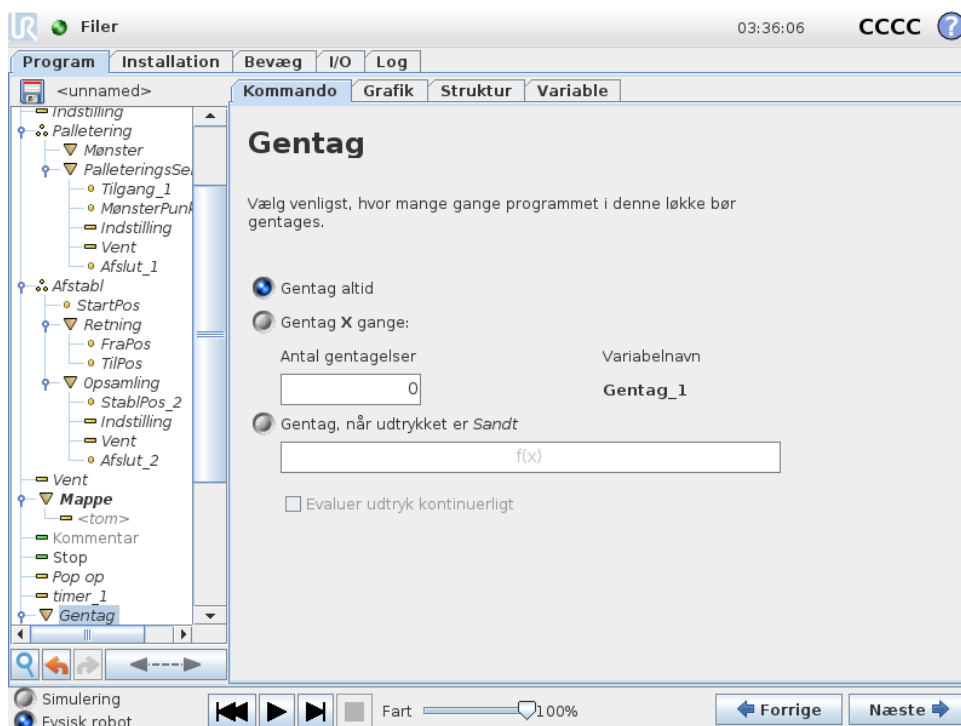 UR Filer 03:36:06 CCCC ?
Program Installation Bevæg I/O Log
<unnamed> Kommando Grafik Struktur Variable
Indstilling
Palletering
Mønster
PalleteringsSe
Tilgang_1
MønsterPunk
Indstilling
Vent
Afslut_1
Afstabl
StartPos
Retning
FraPos
TilPos
Opsamling
StablPos_2
Indstilling
Vent
Afslut_2
Vent
Mappe
<tom>
Kommentar
Stop
Pop op
timer_1
Gentag
Gentag
Vælg venligst, hvor mange gange programmet i denne løkke bør
gentages.
Gentag altid
Gentag X gange:
Antal gentagelser Variabelnavn
0 Gentag_1
Gentag, når udtrykket er Sandt
f(x)
Evaluer udtryk kontinuerligt
Simulering
Fysisk robot
Fart 100% Forrige Næste